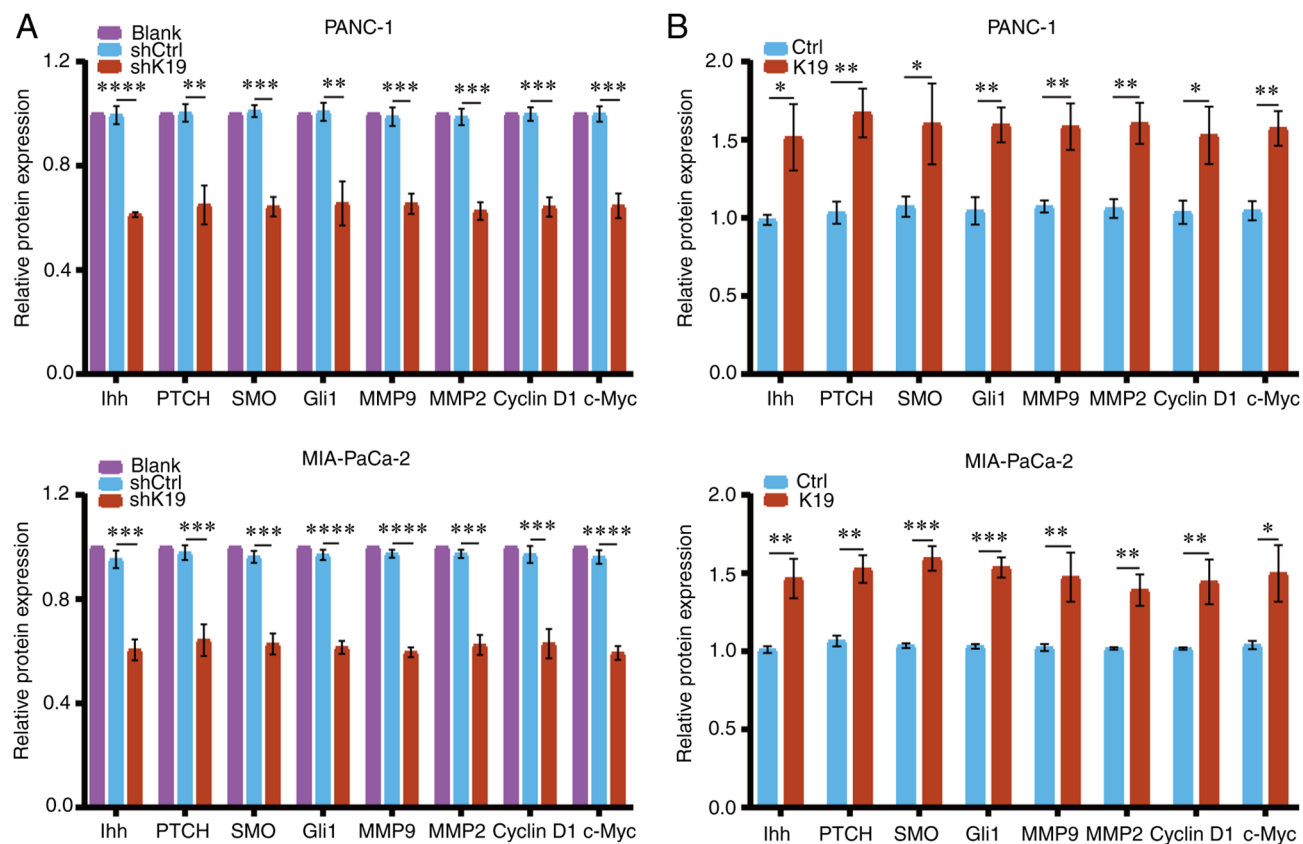 A
PANC-1
Blank
shCtrl
shK19
Relative protein expression
1.2
0.8
0.4
0.0
**** ** *** ** *** *** *** ***
Ihh PTCH SMO Gli1 MMP9 MMP2 Cyclin D1 c-Myc
MIA-PaCa-2
Blank
shCtrl
shK19
Relative protein expression
1.2
0.8
0.4
0.0
*** *** *** **** **** *** *** ****
Ihh PTCH SMO Gli1 MMP9 MMP2 Cyclin D1 c-Myc
B
PANC-1
Ctrl
K19
Relative protein expression
2.0
1.5
1.0
0.5
0.0
* ** * ** ** ** * **
Ihh PTCH SMO Gli1 MMP9 MMP2 Cyclin D1 c-Myc
MIA-PaCa-2
Ctrl
K19
Relative protein expression
2.0
1.5
1.0
0.5
0.0
** ** *** *** ** ** ** *
Ihh PTCH SMO Gli1 MMP9 MMP2 Cyclin D1 c-Myc